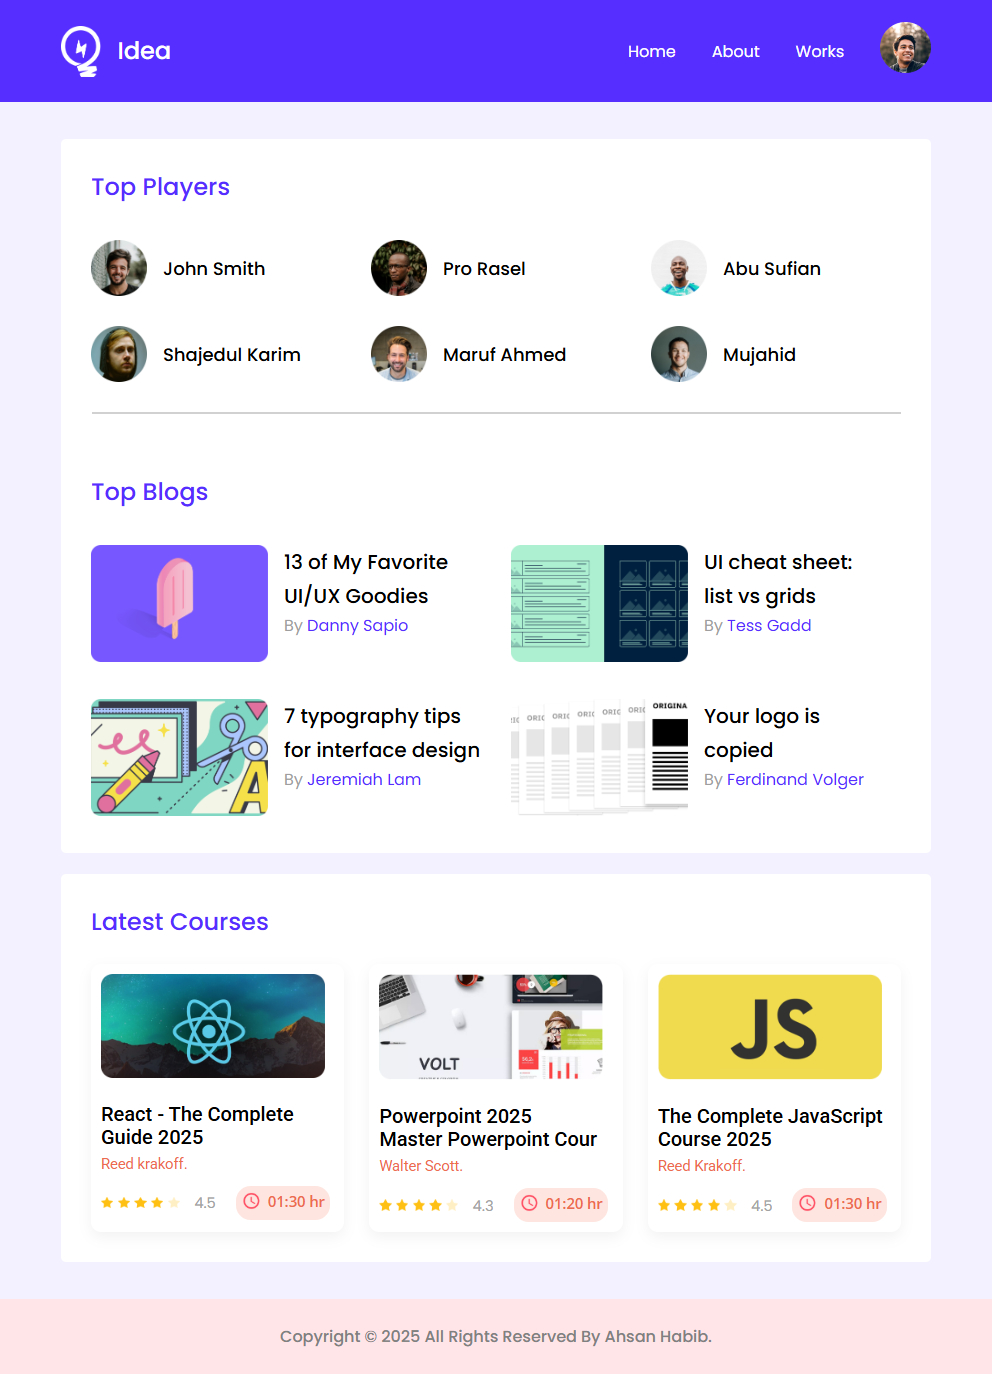 Idea
Home About Works
Top Players
John Smith
Pro Rasel
Abu Sufian
Shajedul Karim
Maruf Ahmed
Mujahid
Top Blogs
13 of My Favorite
UI/UX Goodies
By Danny Sapio
UI cheat sheet:
list vs grids
By Tess Gadd
7 typography tips
for interface design
By Jeremiah Lam
ORIGINA
Your logo is
copied
By Ferdinand Volger
Latest Courses
React - The Complete
Guide 2025
Reed krakoff.
4.5
01:30 hr
VOLT
Powerpoint 2025
Master Powerpoint Cour
Walter Scott.
4.3
01:20 hr
JS
The Complete JavaScript
Course 2025
Reed Krakoff.
4.5
01:30 hr
Copyright © 2025 All Rights Reserved By Ahsan Habib.